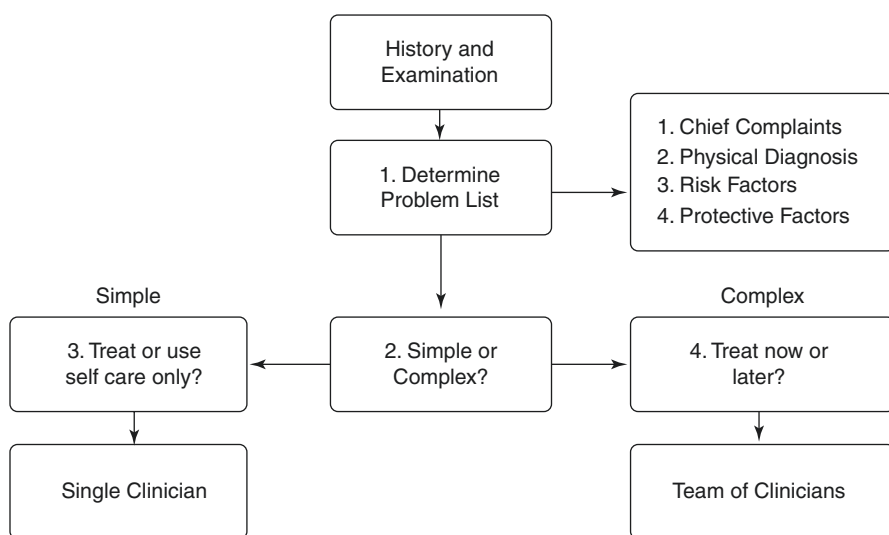 History and
Examination
1. Determine
Problem List
1. Chief Complaints
2. Physical Diagnosis
3. Risk Factors
4. Protective Factors
Simple
Complex
3. Treat or use
self care only?
2. Simple or
Complex?
4. Treat now or
later?
Single Clinician
Team of Clinicians